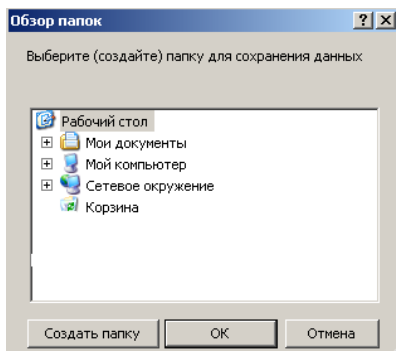 Обзор папок
Выберите (создайте) папку для сохранения данных
Рабочий стол
Мои документы
Мой компьютер
Сетевое окружение
Корзина
Создать папку ОК Отмена